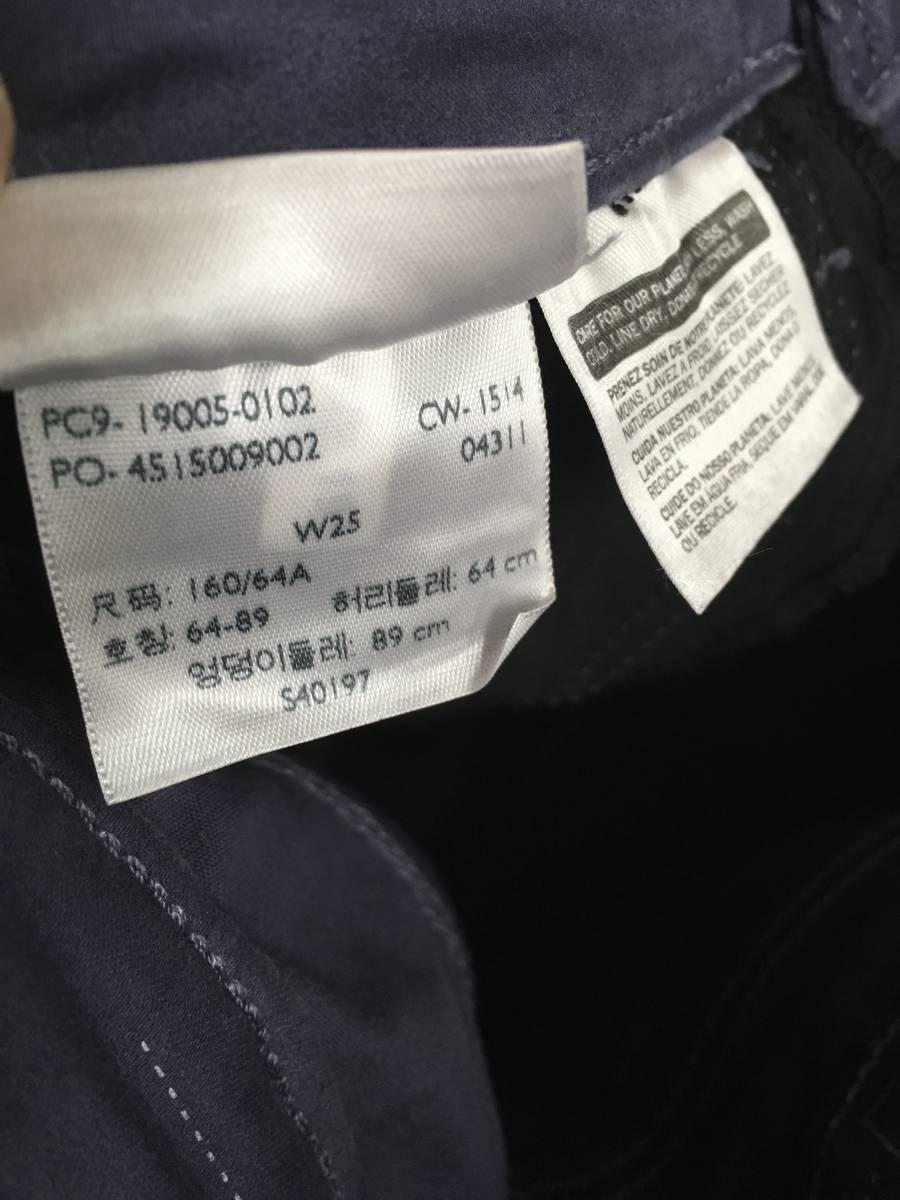 PC9- 19005-0102
CW- 1514
PO- 4515009002
04311
W25
尺码: 160/64A
허리둘레: 64 cm
호칭: 64-89
엉덩이둘레: 89 cm
S40197
CARE FOR OUR PLANET: LESS, WASH
COLD, LINE DRY, DONATE RECYCLE
PRENEZ SOIN DE NOTRE PLANETE: LAVEZ
MOINS, LAVEZ A FROID, LAISSEZ SECHER
NATURELLEMENT, DONNEZ OU RECYCLEZ
CUIDA NUESTRO PLANETA: LAVA MENOS,
LAVA EN FRIO, TIENDE LA ROPA, DONA O
RECICLA.
CUIDE DO NOSSO PLANETA: LAVE MENOS,
LAVE EM ÁGUA FRIA, SEQUE EM VARAL, DOE
OU RECICLE.